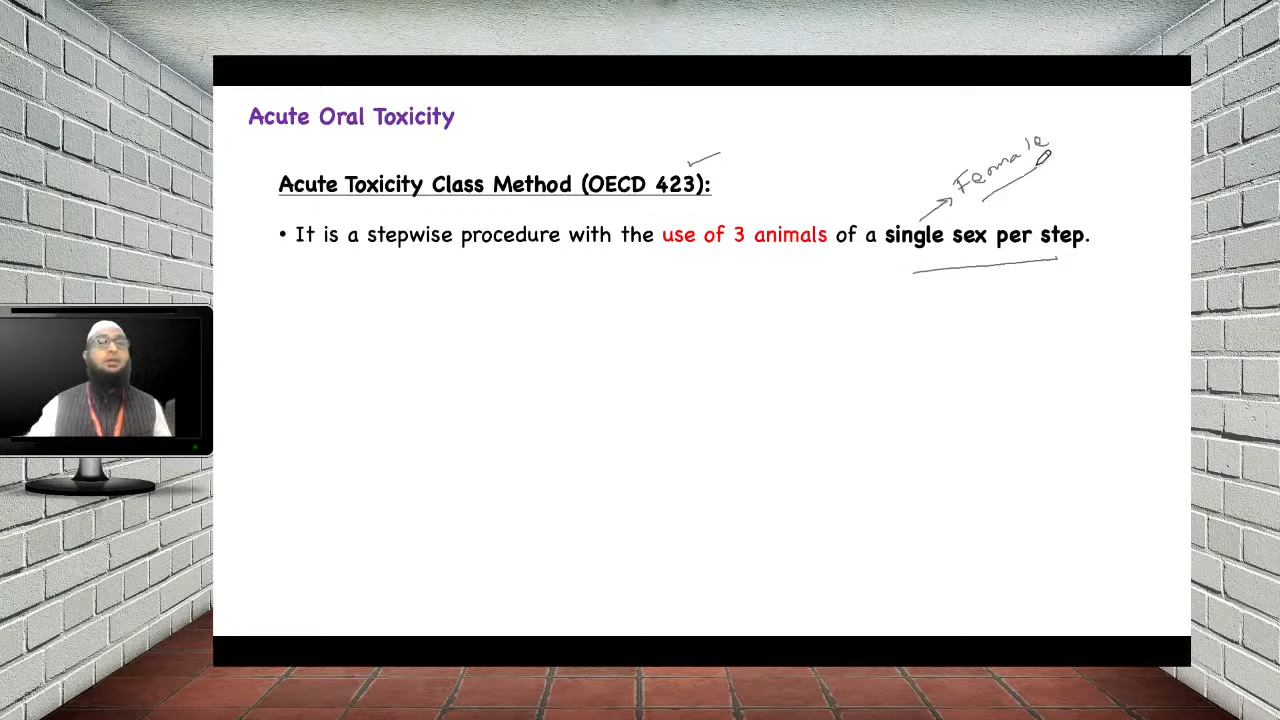 Acute Oral Toxicity
Female
Acute Toxicity Class Method (OECD 423):
• It is a stepwise procedure with the use of 3 animals of a single sex per step.